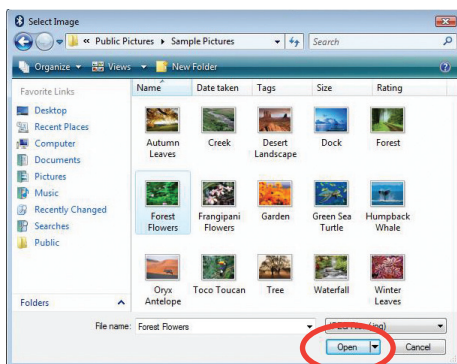 Select Image
« Public Pictures Sample Pictures Search
Organize Views New Folder
Favorite Links
Name Date taken Tags Size Rating
Desktop
Recent Places
Computer
Documents
Pictures
Music
Recently Changed
Searches
Public
Folders
Autumn Leaves
Creek
Desert Landscape
Dock
Forest
Forest Flowers
Frangipani Flowers
Garden
Green Sea Turtle
Humpback Whale
Oryx Antelope
Toco Toucan
Tree
Waterfall
Winter Leaves
File name: Forest Flowers
Open Cancel